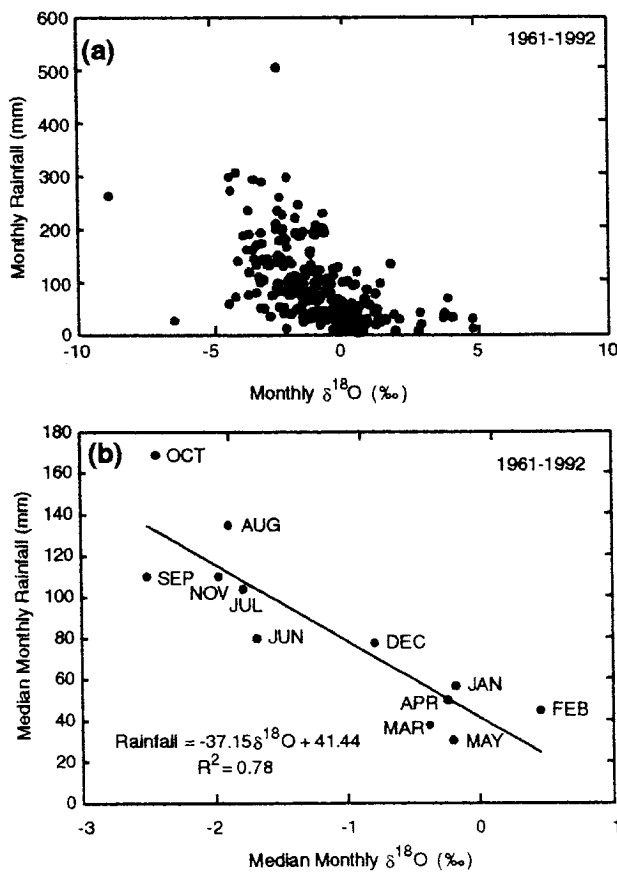 600
500
400
300
200
100
0
Monthly Rainfall (mm)
(a)
1961-1992
-10
-5
0
5
10
Monthly δ¹⁸O (‰)
180
160
140
120
100
80
60
40
20
0
Median Monthly Rainfall (mm)
(b)
1961-1992
OCT
AUG
SEP
NOV
JUL
JUN
DEC
JAN
APR
FEB
MAR
MAY
Rainfall = -37.15δ¹⁸O + 41.44
R² = 0.78
-3
-2
-1
0
1
Median Monthly δ¹⁸O (‰)